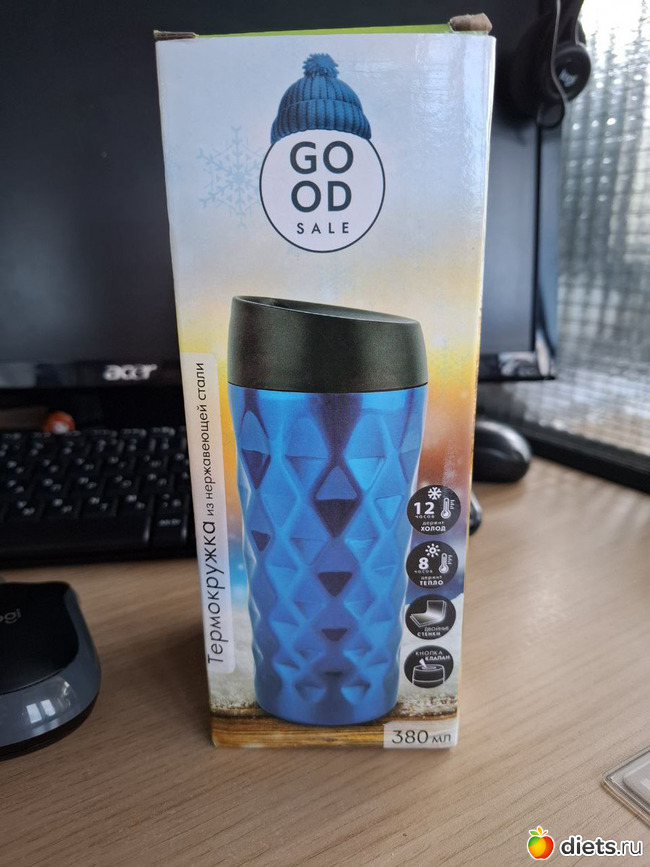 GO
OD
SALE
acer
Термокружка из нержавеющей стали
12
часов
держит
ХОЛОД
8
часов
держит
ТЕПЛО
ДВОЙНЫЕ
СТЕНКИ
КНОПКА
КЛАПАН
380 мл
logi
diets.ru